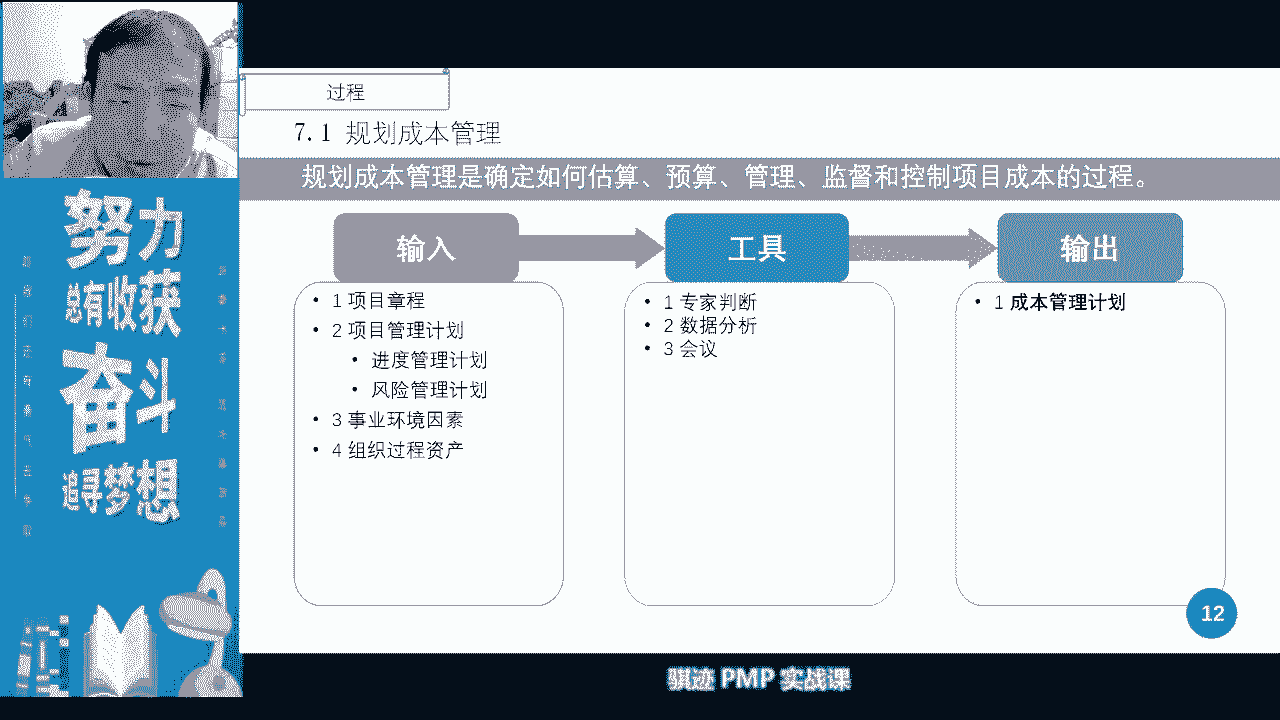 过程
7.1 规划成本管理
规划成本管理是确定如何估算、预算、管理、监督和控制项目成本的过程。
输入
• 1 项目章程
• 2 项目管理计划
• 进度管理计划
• 风险管理计划
• 3 事业环境因素
• 4 组织过程资产
工具
• 1 专家判断
• 2 数据分析
• 3 会议
输出
• 1 成本管理计划
12
努力
总有收获
奋斗
追寻梦想
骐迹 PMP 实战课